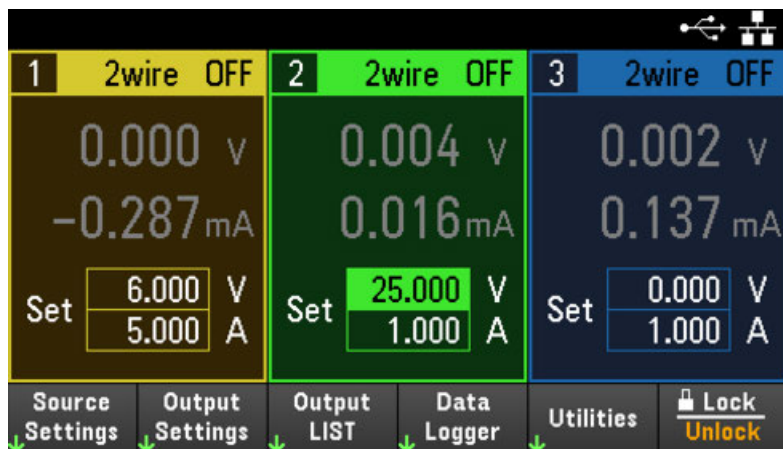 1 2wire OFF
0.000 V
-0.287 mA
Set 6.000 V
5.000 A
2 2wire OFF
0.004 V
0.016 mA
Set 25.000 V
1.000 A
3 2wire OFF
0.002 V
0.137 mA
Set 0.000 V
1.000 A
Source
Settings
Output
Settings
Output
LIST
Data
Logger
Utilities
Lock
Unlock